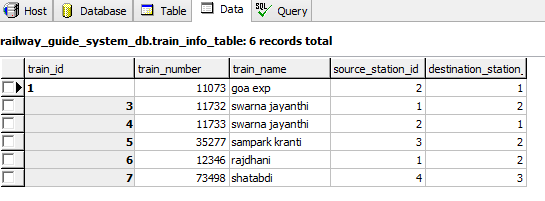 Host Database Table Data SQL Query
railway_guide_system_db.train_info_table: 6 records total
train_id train_number train_name source_station_id destination_station_
1 11073 goa exp 2 1
3 11732 swarna jayanthi 1 2
4 11733 swarna jayanthi 2 1
5 35277 sampark kranti 3 2
6 12346 rajdhani 1 2
7 73498 shatabdi 4 3